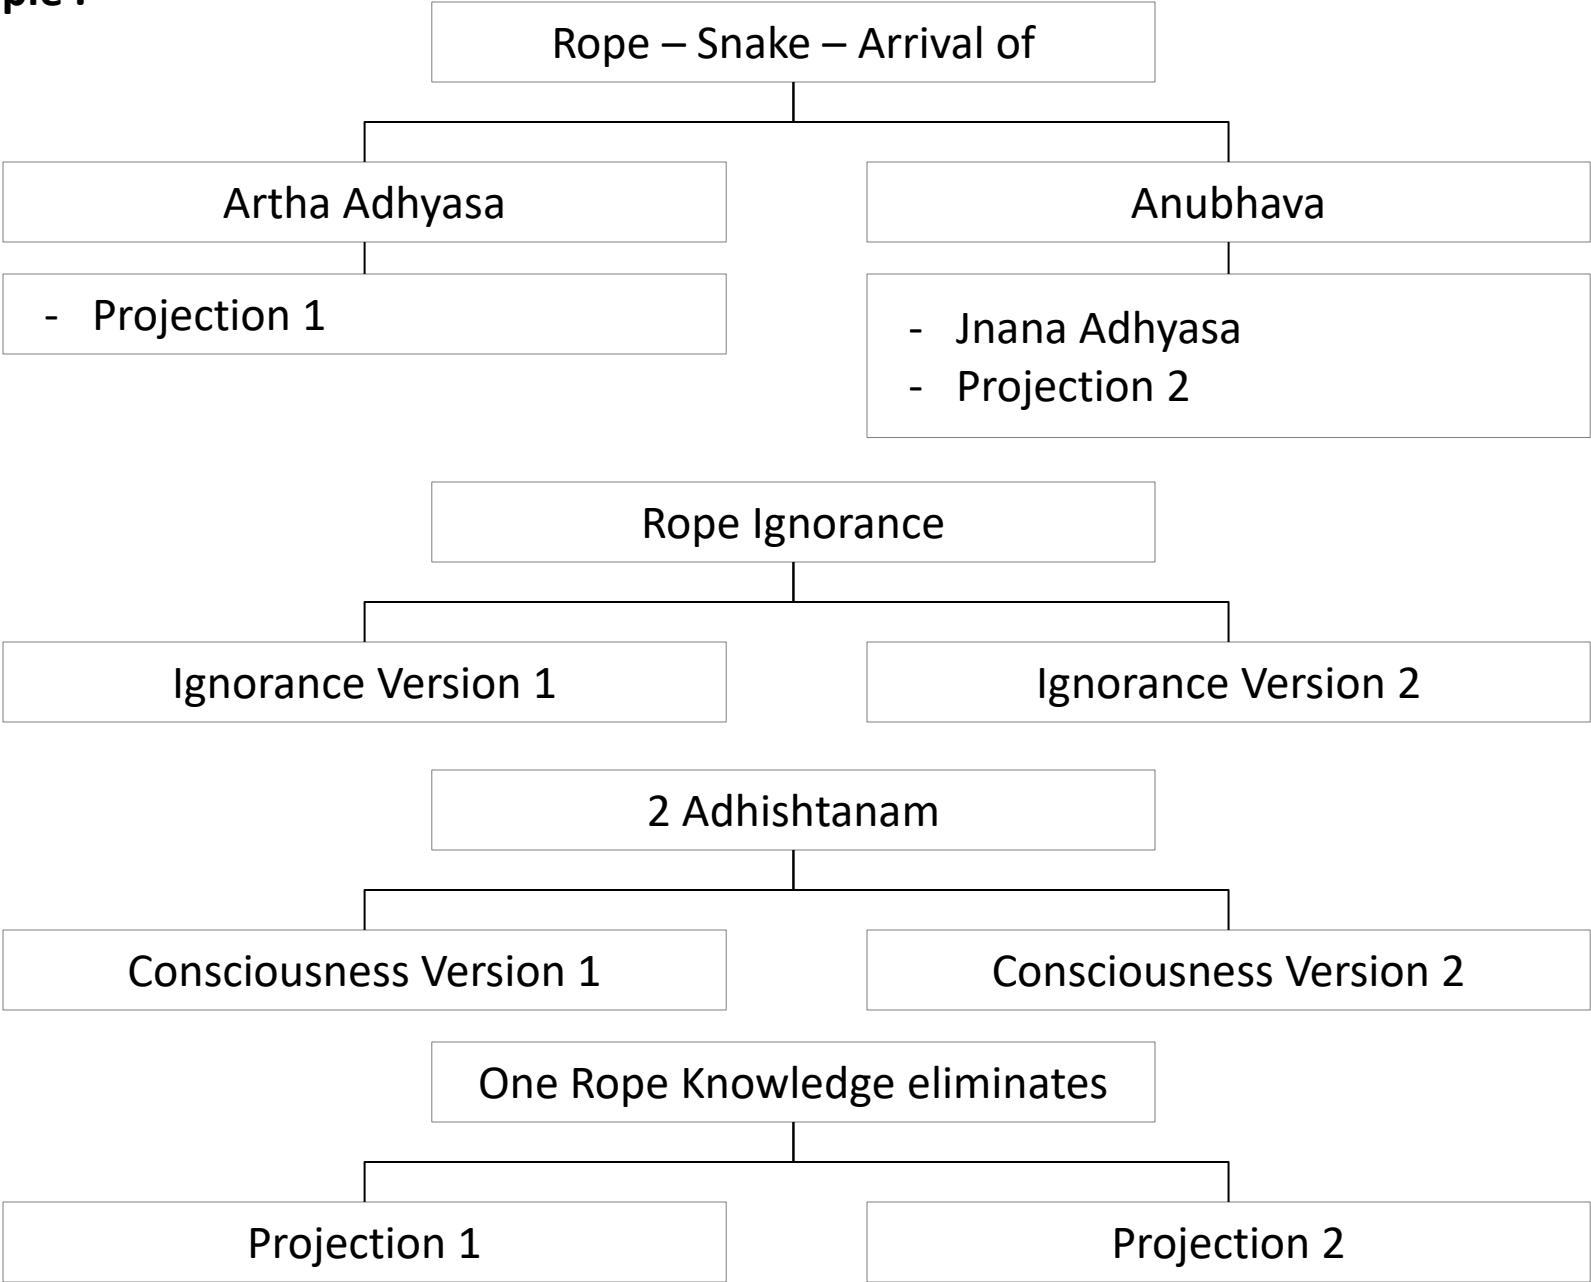 Rope – Snake – Arrival of
Artha Adhyasa
Anubhava
- Projection 1
- Jnana Adhyasa
- Projection 2
Rope Ignorance
Ignorance Version 1
Ignorance Version 2
2 Adhishtanam
Consciousness Version 1
Consciousness Version 2
One Rope Knowledge eliminates
Projection 1
Projection 2